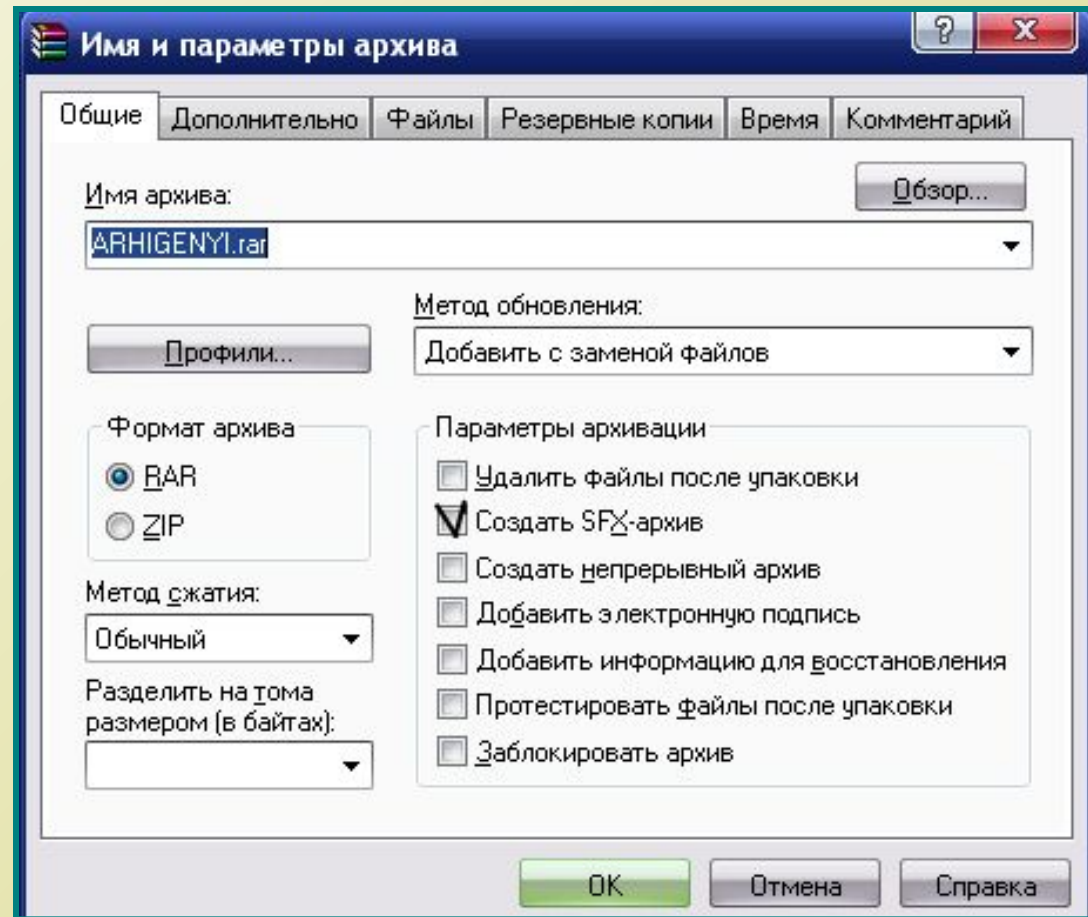 Имя и параметры архива
Общие Дополнительно Файлы Резервные копии Время Комментарий
Имя архива:
Обзор...
ARHIGENYI.rar
Метод обновления:
Профили...
Добавить с заменой файлов
Формат архива
RAR
ZIP
Метод сжатия:
Обычный
Разделить на тома
размером (в байтах):
Параметры архивации
Удалить файлы после упаковки
Создать SFX-архив
Создать непрерывный архив
Добавить электронную подпись
Добавить информацию для восстановления
Протестировать файлы после упаковки
Заблокировать архив
OK Отмена Справка